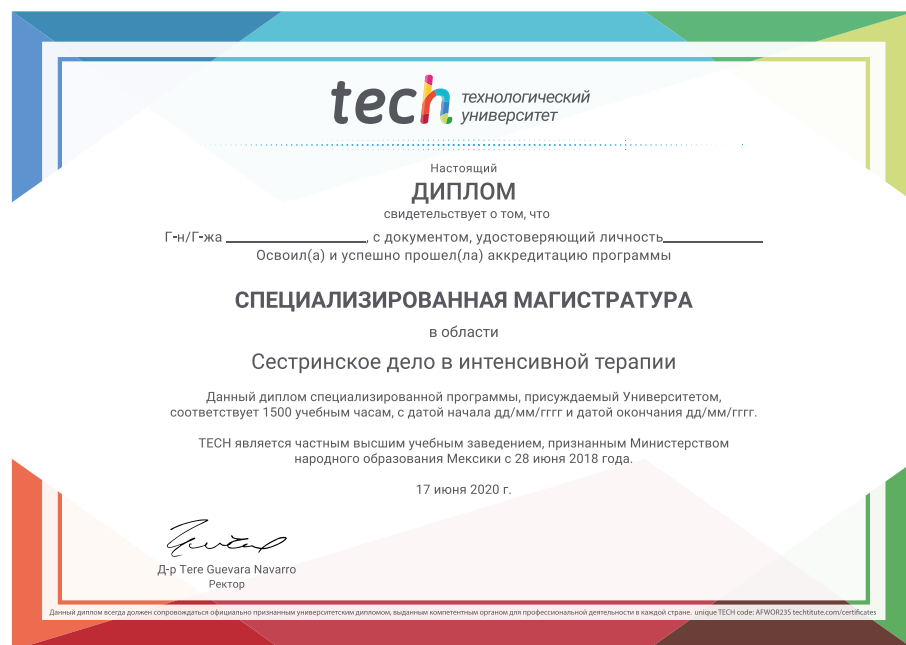 tech технологический
университет
Настоящий
ДИПЛОМ
свидетельствует о том, что
Г-н/Г-жа , с документом, удостоверяющий личность
Освоил(а) и успешно прошел(ла) аккредитацию программы
СПЕЦИАЛИЗИРОВАННАЯ МАГИСТРАТУРА
в области
Сестринское дело в интенсивной терапии
Данный диплом специализированной программы, присуждаемый Университетом,
соответствует 1500 учебным часам, с датой начала дд/мм/гггг и датой окончания дд/мм/гггг.
TECH является частным высшим учебным заведением, признанным Министерством
народного образования Мексики с 28 июня 2018 года.
17 июня 2020 г.
Д-р Tere Guevara Navarro
Ректор
Данный диплом всегда должен сопровождаться официально признанным университетским дипломом, выданным компетентным органом для профессиональной деятельности в каждой стране. unique TECH code: AFWOR23S techtitute.com/certificates